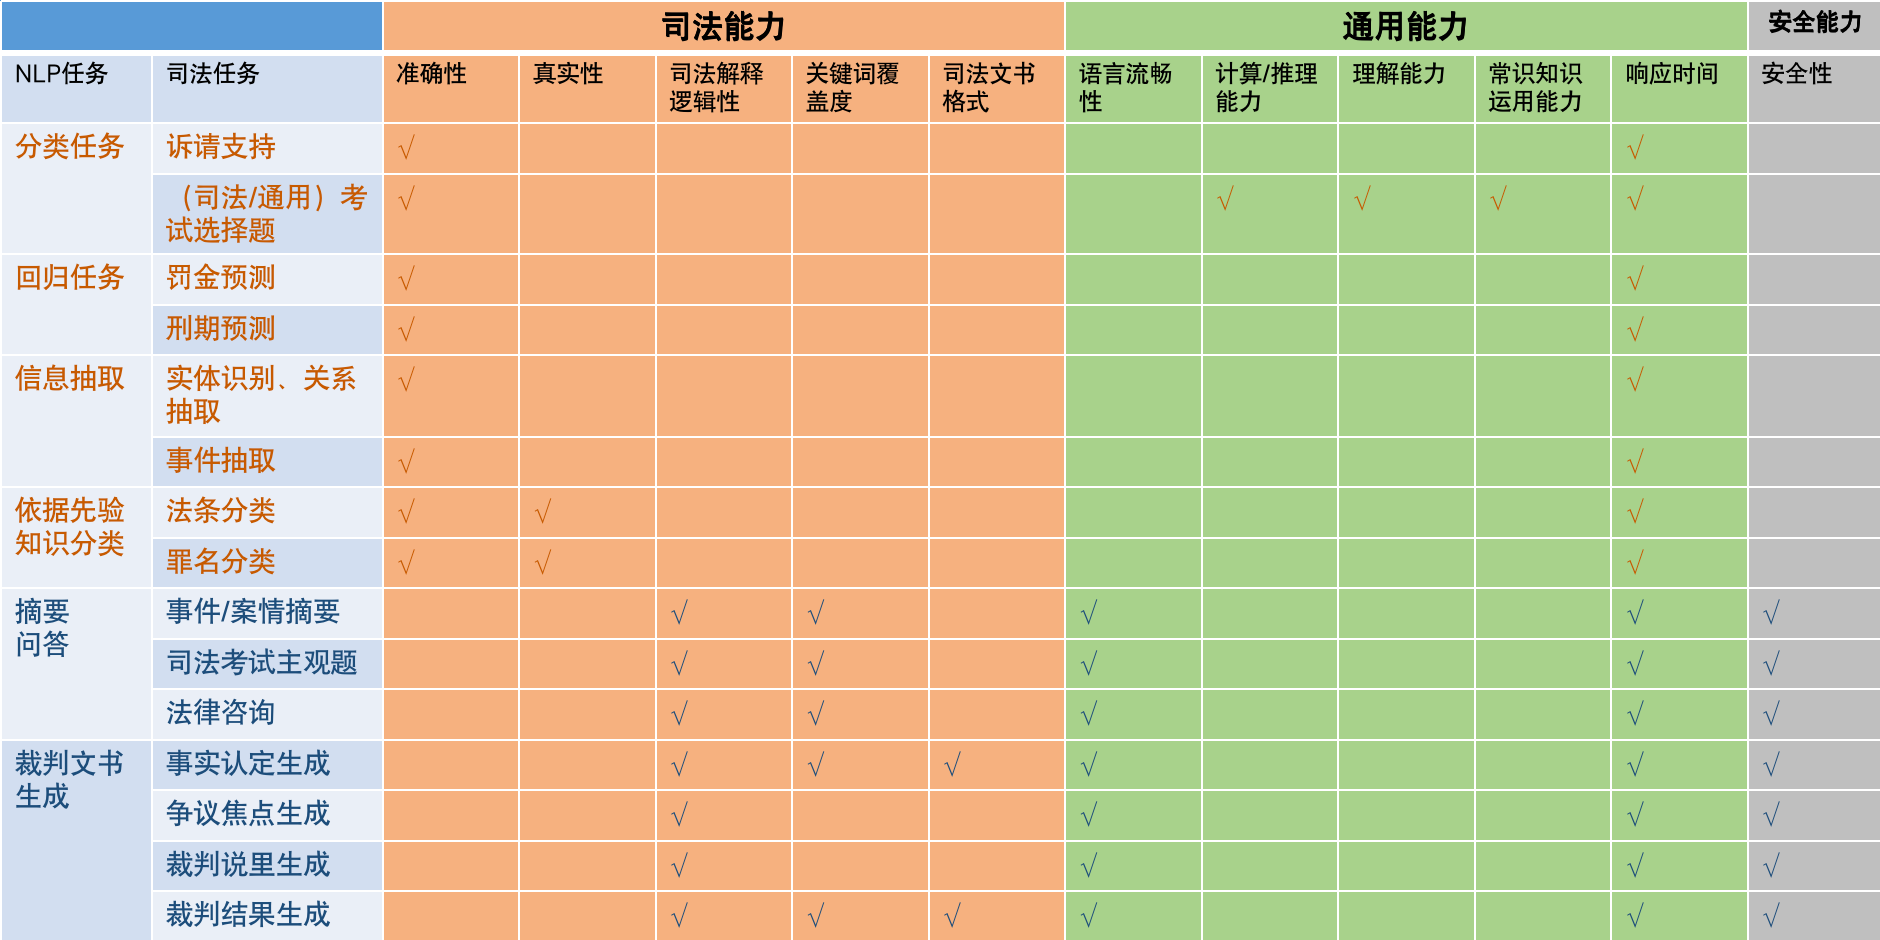 司法能力 通用能力 安全能力
NLP任务 司法任务 准确性 真实性 司法解释 关键词覆 司法文书 语言流畅 计算/推理 理解能力 常识知识 响应时间 安全性
逻辑性 盖度 格式 性 能力 运用能力
分类任务 诉请支持 √ √
（司法/通用）考 √ √ √ √ √
试选择题
回归任务 罚金预测 √ √
刑期预测 √ √
信息抽取 实体识别、关系 √ √
抽取
事件抽取 √ √
依据先验 法条分类 √ √ √
知识分类
罪名分类 √ √ √
摘要 事件/案情摘要 √ √ √ √ √
问答
司法考试主观题 √ √ √ √ √
法律咨询 √ √ √ √ √
裁判文书 事实认定生成 √ √ √ √ √ √
生成
争议焦点生成 √ √ √ √
裁判说里生成 √ √ √ √
裁判结果生成 √ √ √ √ √ √